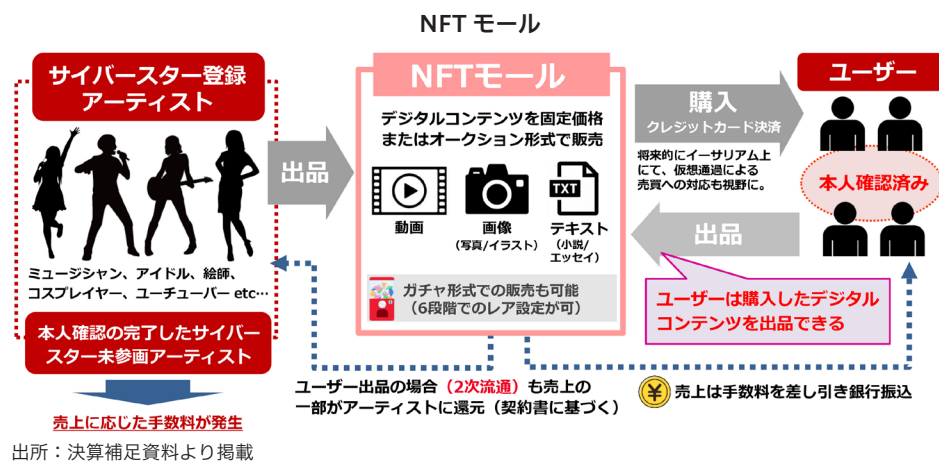 NFT モール
サイバースター登録
アーティスト
ミュージシャン、アイドル、絵師、
コスプレイヤー、ユーチューバー etc…
本人確認の完了したサイバー
スター未参画アーティスト
売上に応じた手数料が発生
出品
NFTモール
デジタルコンテンツを固定価格
またはオークション形式で販売
動画
画像
(写真/イラスト)
TXT
テキスト
(小説/
エッセイ)
ガチャ形式での販売も可能
(6段階でのレア設定が可)
購入
クレジットカード決済
将来的にイーサリアム上
にて、仮想通過による
売買への対応も視野に。
出品
ユーザー
本人確認済み
ユーザーは購入したデジタル
コンテンツを出品できる
ユーザー出品の場合(2次流通)も売上の
一部がアーティストに還元(契約書に基づく)
¥ 売上は手数料を差し引き銀行振込
出所：決算補足資料より掲載